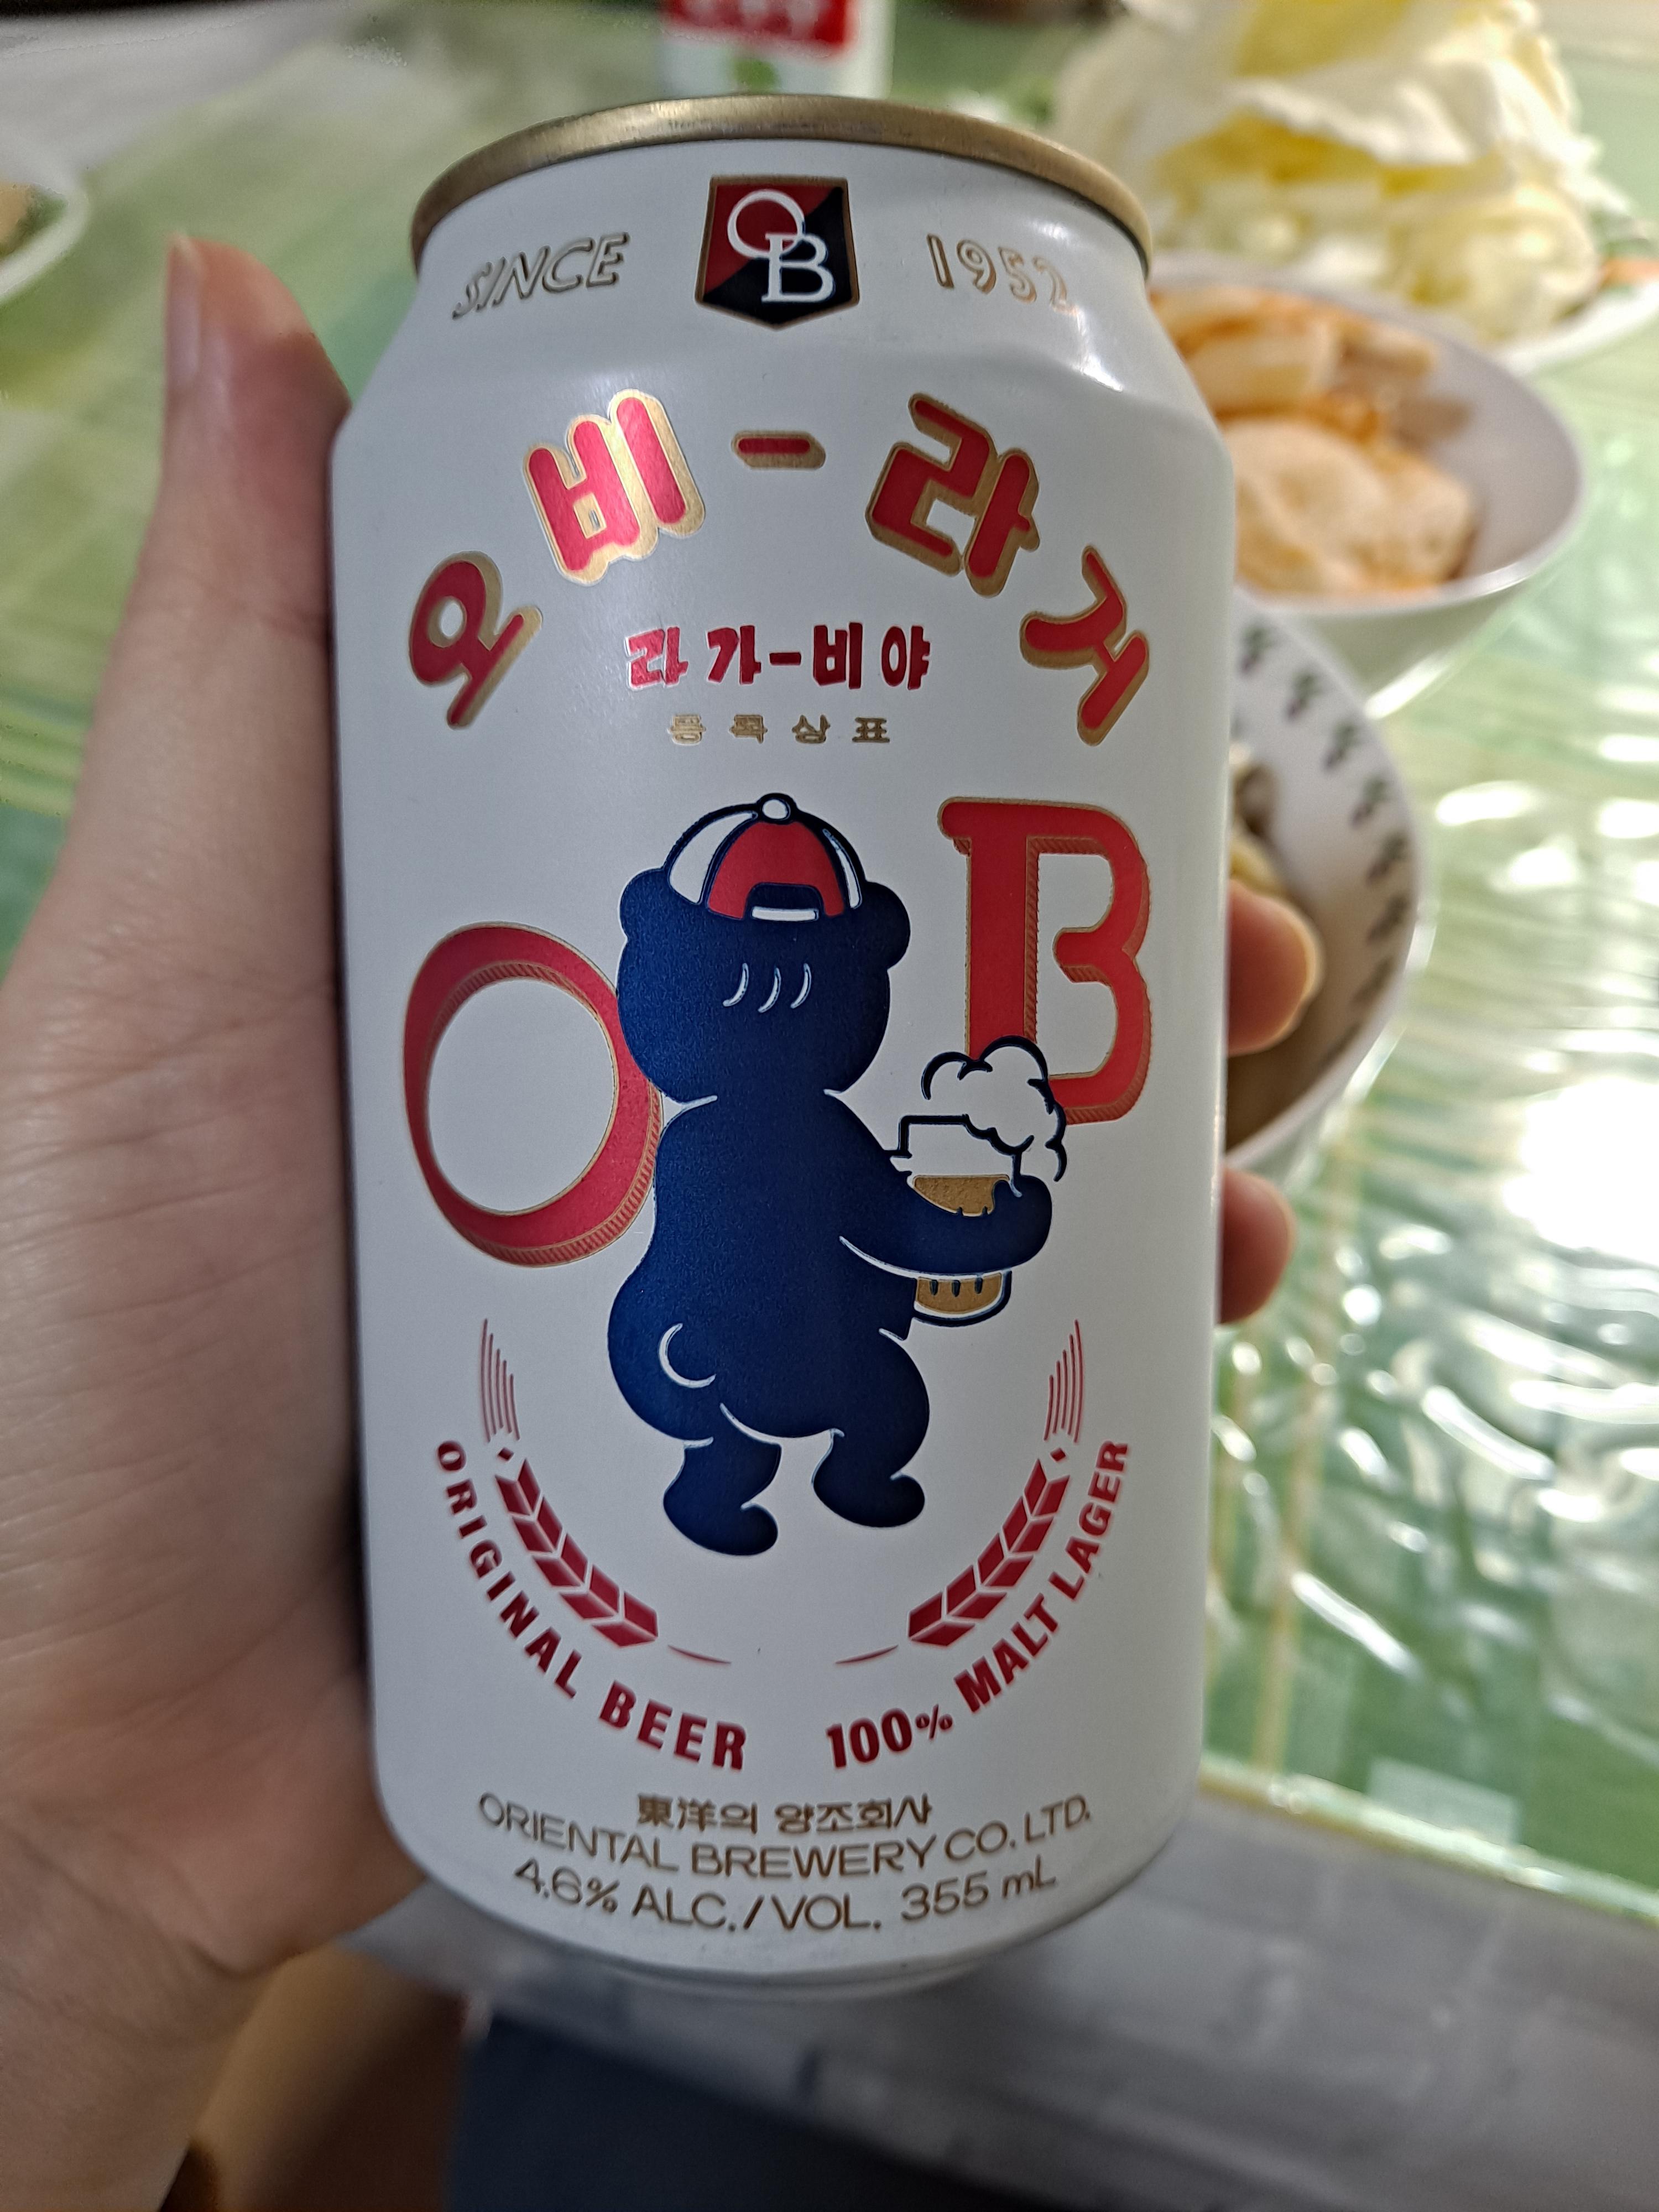 SINCE OB 1952
오비-라거
라가-비야
등록상표
OB
ORIGINAL BEER 100% MALT LAGER
東洋의 양조회사
ORIENTAL BREWERY CO. LTD.
4.6% ALC./VOL. 355 mL